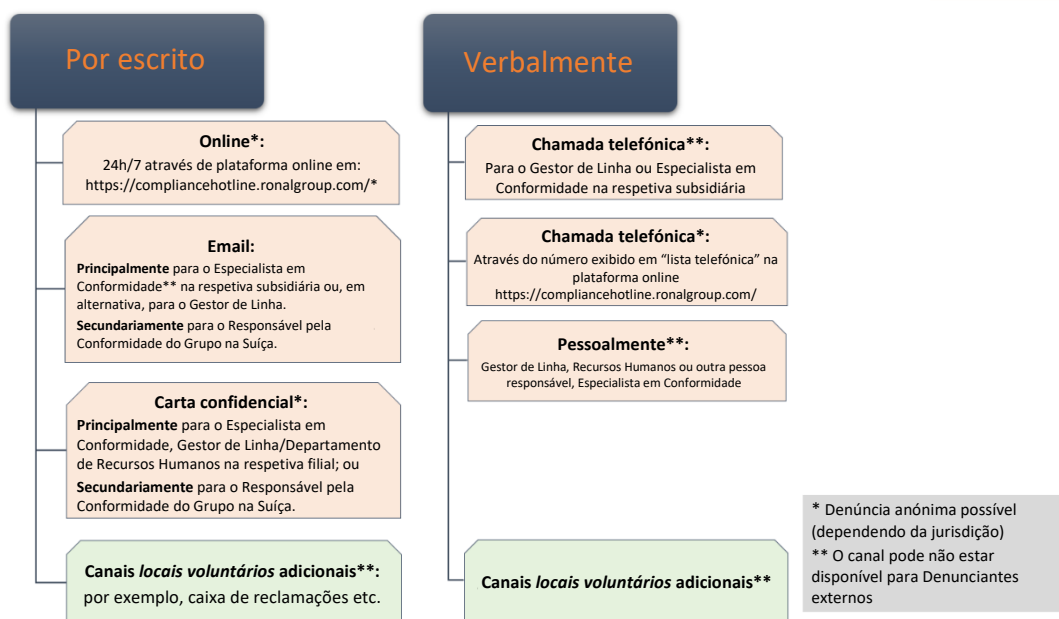 Por escrito
Online*:
24h/7 através de plataforma online em:
https://compliancehotline.ronalgroup.com/*
Email:
Principalmente para o Especialista em
Conformidade** na respetiva subsidiária ou, em
alternativa, para o Gestor de Linha.
Secundariamente para o Responsável pela
Conformidade do Grupo na Suíça.
Carta confidencial*:
Principalmente para o Especialista em
Conformidade, Gestor de Linha/Departamento
de Recursos Humanos na respetiva filial; ou
Secundariamente para o Responsável pela
Conformidade do Grupo na Suíça.
Canais locais voluntários adicionais**:
por exemplo, caixa de reclamações etc.
Verbalmente
Chamada telefónica**:
Para o Gestor de Linha ou Especialista em
Conformidade na respetiva subsidiária
Chamada telefónica*:
Através do número exibido em “lista telefónica” na
plataforma online
https://compliancehotline.ronalgroup.com/
Pessoalmente**:
Gestor de Linha, Recursos Humanos ou outra pessoa
responsável, Especialista em Conformidade
Canais locais voluntários adicionais**
* Denúncia anónima possível
(dependendo da jurisdição)
** O canal pode não estar
disponível para Denunciantes
externos